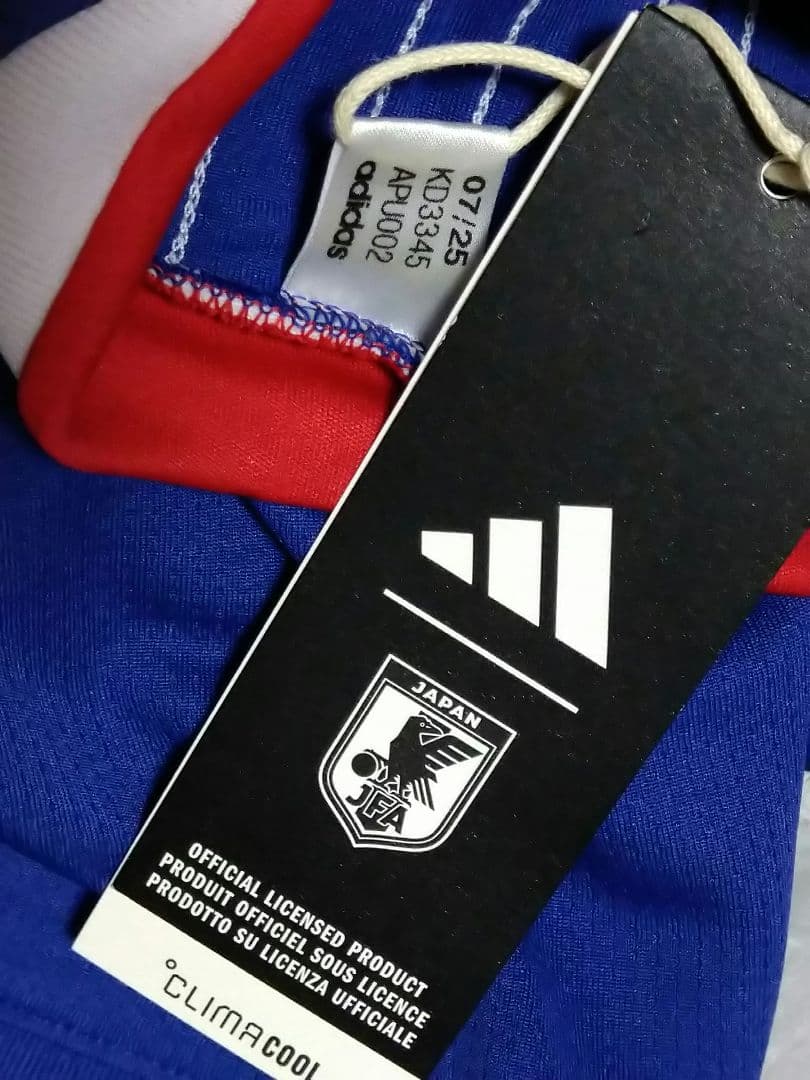 07/25
KD3345
APU002
adidas
JAPAN
JFA
OFFICIAL LICENSED PRODUCT
PRODUIT OFFICIEL SOUS LICENCE
PRODOTTO SU LICENZA UFFICIALE
°CLIMACOOL